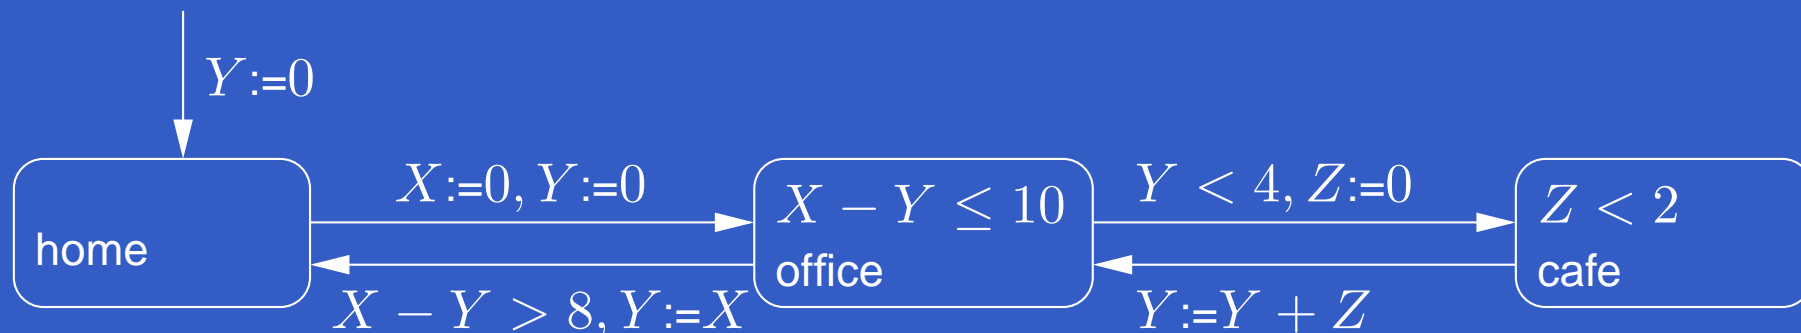 Y:=0
X:=0, Y:=0
X − Y ≤ 10
Y < 4, Z:=0
Z < 2
home
office
cafe
X − Y > 8, Y:=X
Y:=Y + Z